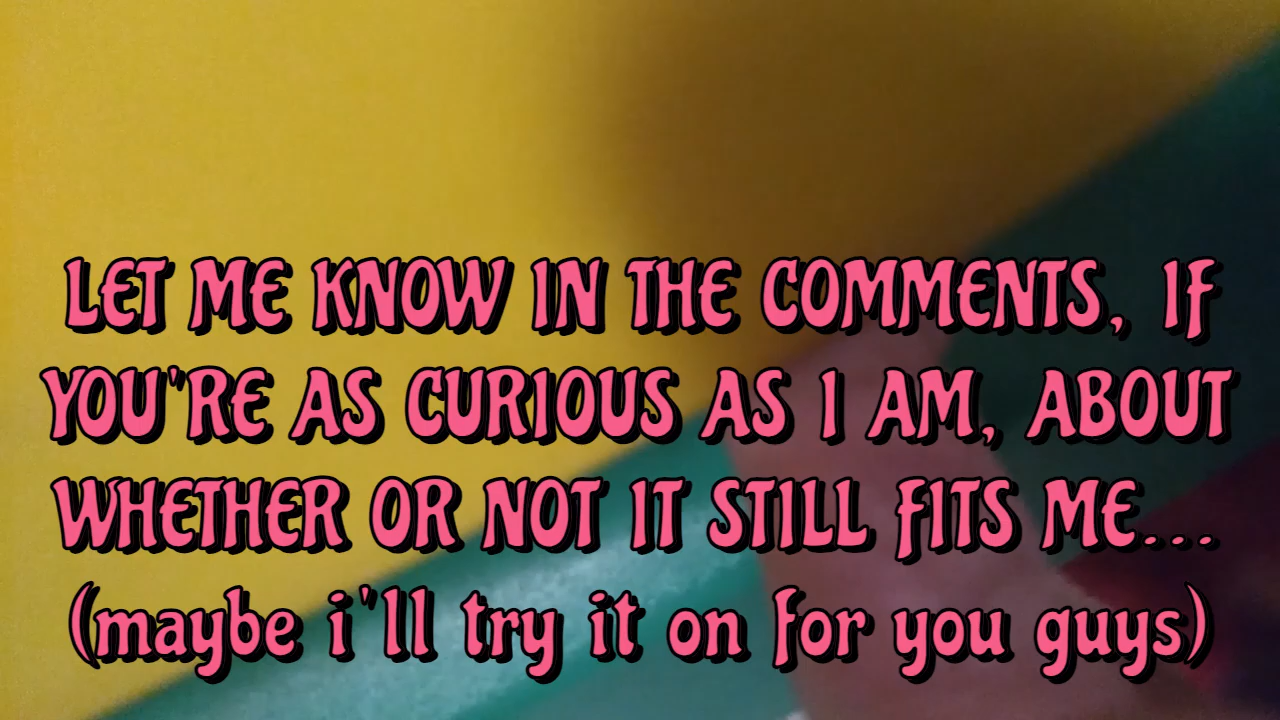 LET ME KNOW IN THE COMMENTS, IF
YOU'RE AS CURIOUS AS I AM, ABOUT
WHETHER OR NOT IT STILL FITS ME...
(maybe i'll try it on for you guys)